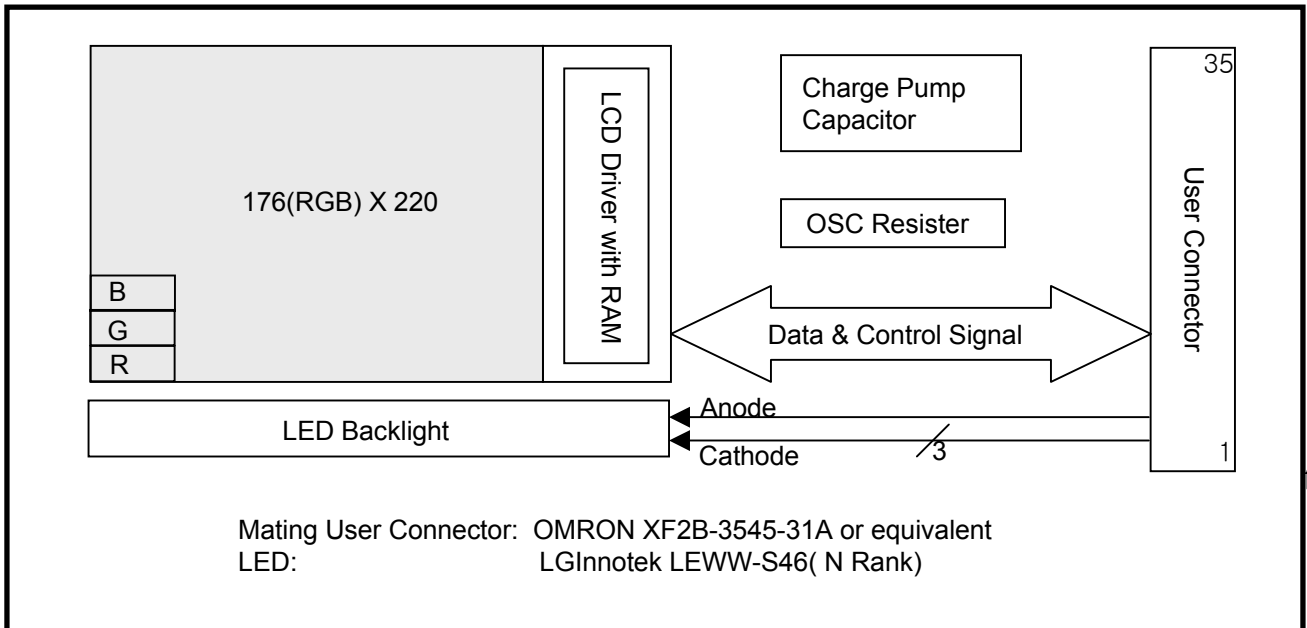 176(RGB) X 220
B
G
R
LCD Driver with RAM
Charge Pump
Capacitor
OSC Resister
Data & Control Signal
35
User Connector
1
LED Backlight
Anode
Cathode
3
Mating User Connector: OMRON XF2B-3545-31A or equivalent
LED: LGInnotek LEWW-S46( N Rank)